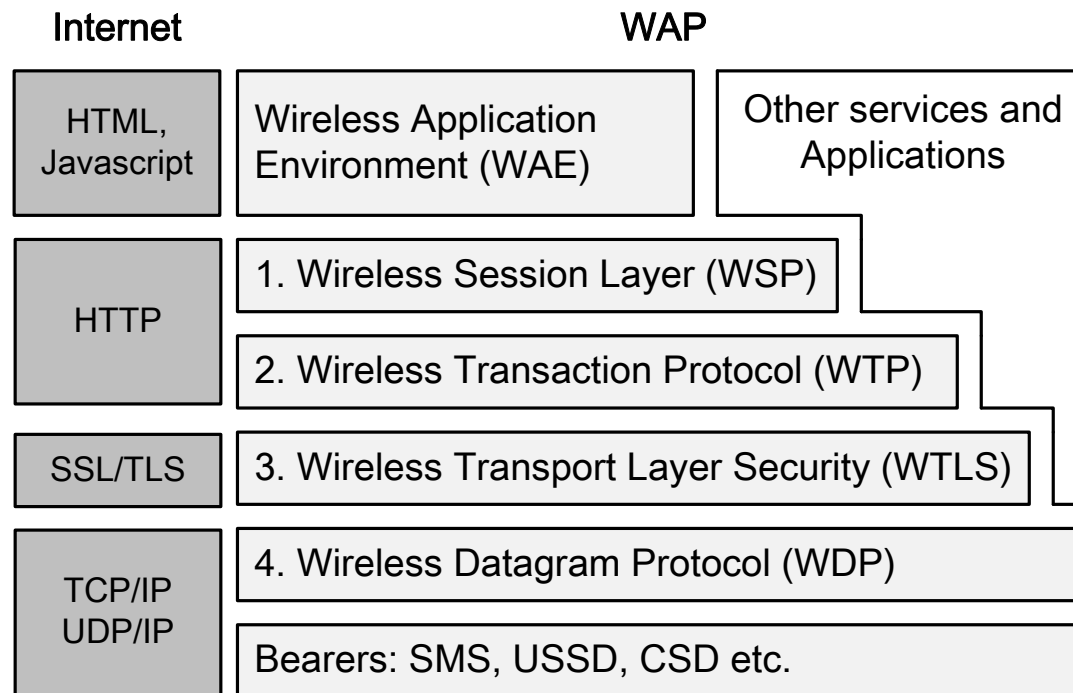 Internet
WAP
HTML,
Javascript
Wireless Application
Environment (WAE)
Other services and
Applications
HTTP
1. Wireless Session Layer (WSP)
2. Wireless Transaction Protocol (WTP)
SSL/TLS
3. Wireless Transport Layer Security (WTLS)
TCP/IP
UDP/IP
4. Wireless Datagram Protocol (WDP)
Bearers: SMS, USSD, CSD etc.